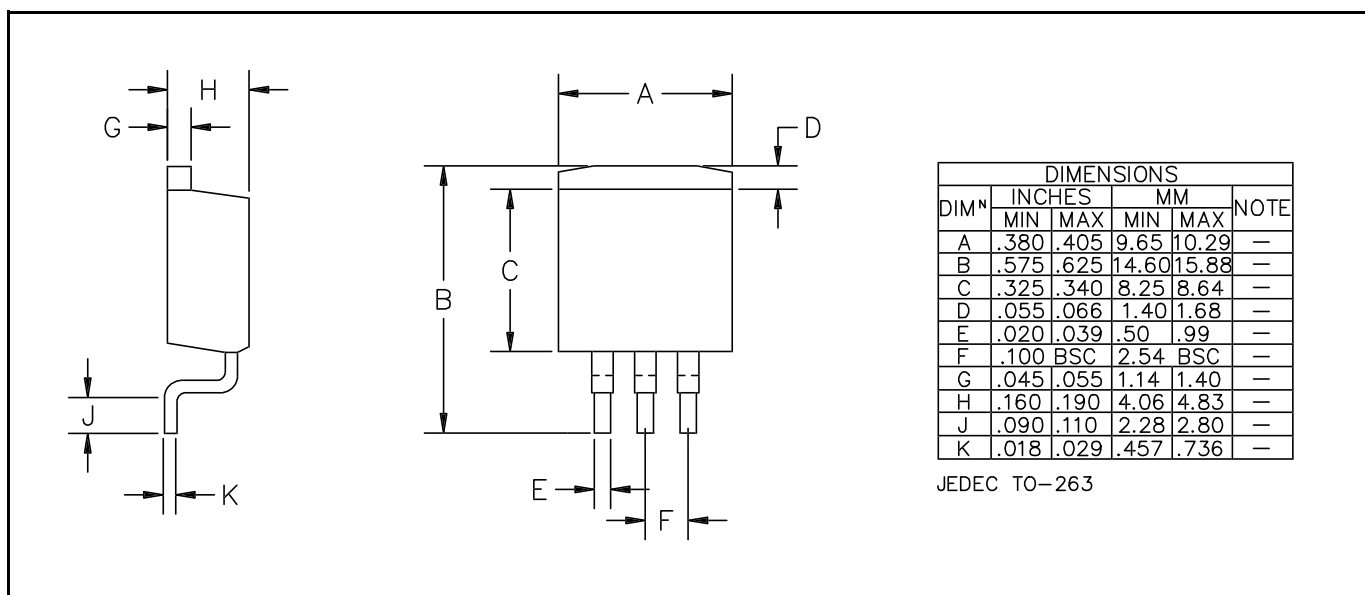 H
G
A
D
B
C
E
F
J
K
DIMENSIONS
DIMᴺ INCHES MM NOTE
MIN MAX MIN MAX
A .380 .405 9.65 10.29 —
B .575 .625 14.60 15.88 —
C .325 .340 8.25 8.64 —
D .055 .066 1.40 1.68 —
E .020 .039 .50 .99 —
F .100 BSC 2.54 BSC —
G .045 .055 1.14 1.40 —
H .160 .190 4.06 4.83 —
J .090 .110 2.28 2.80 —
K .018 .029 .457 .736 —
JEDEC TO-263